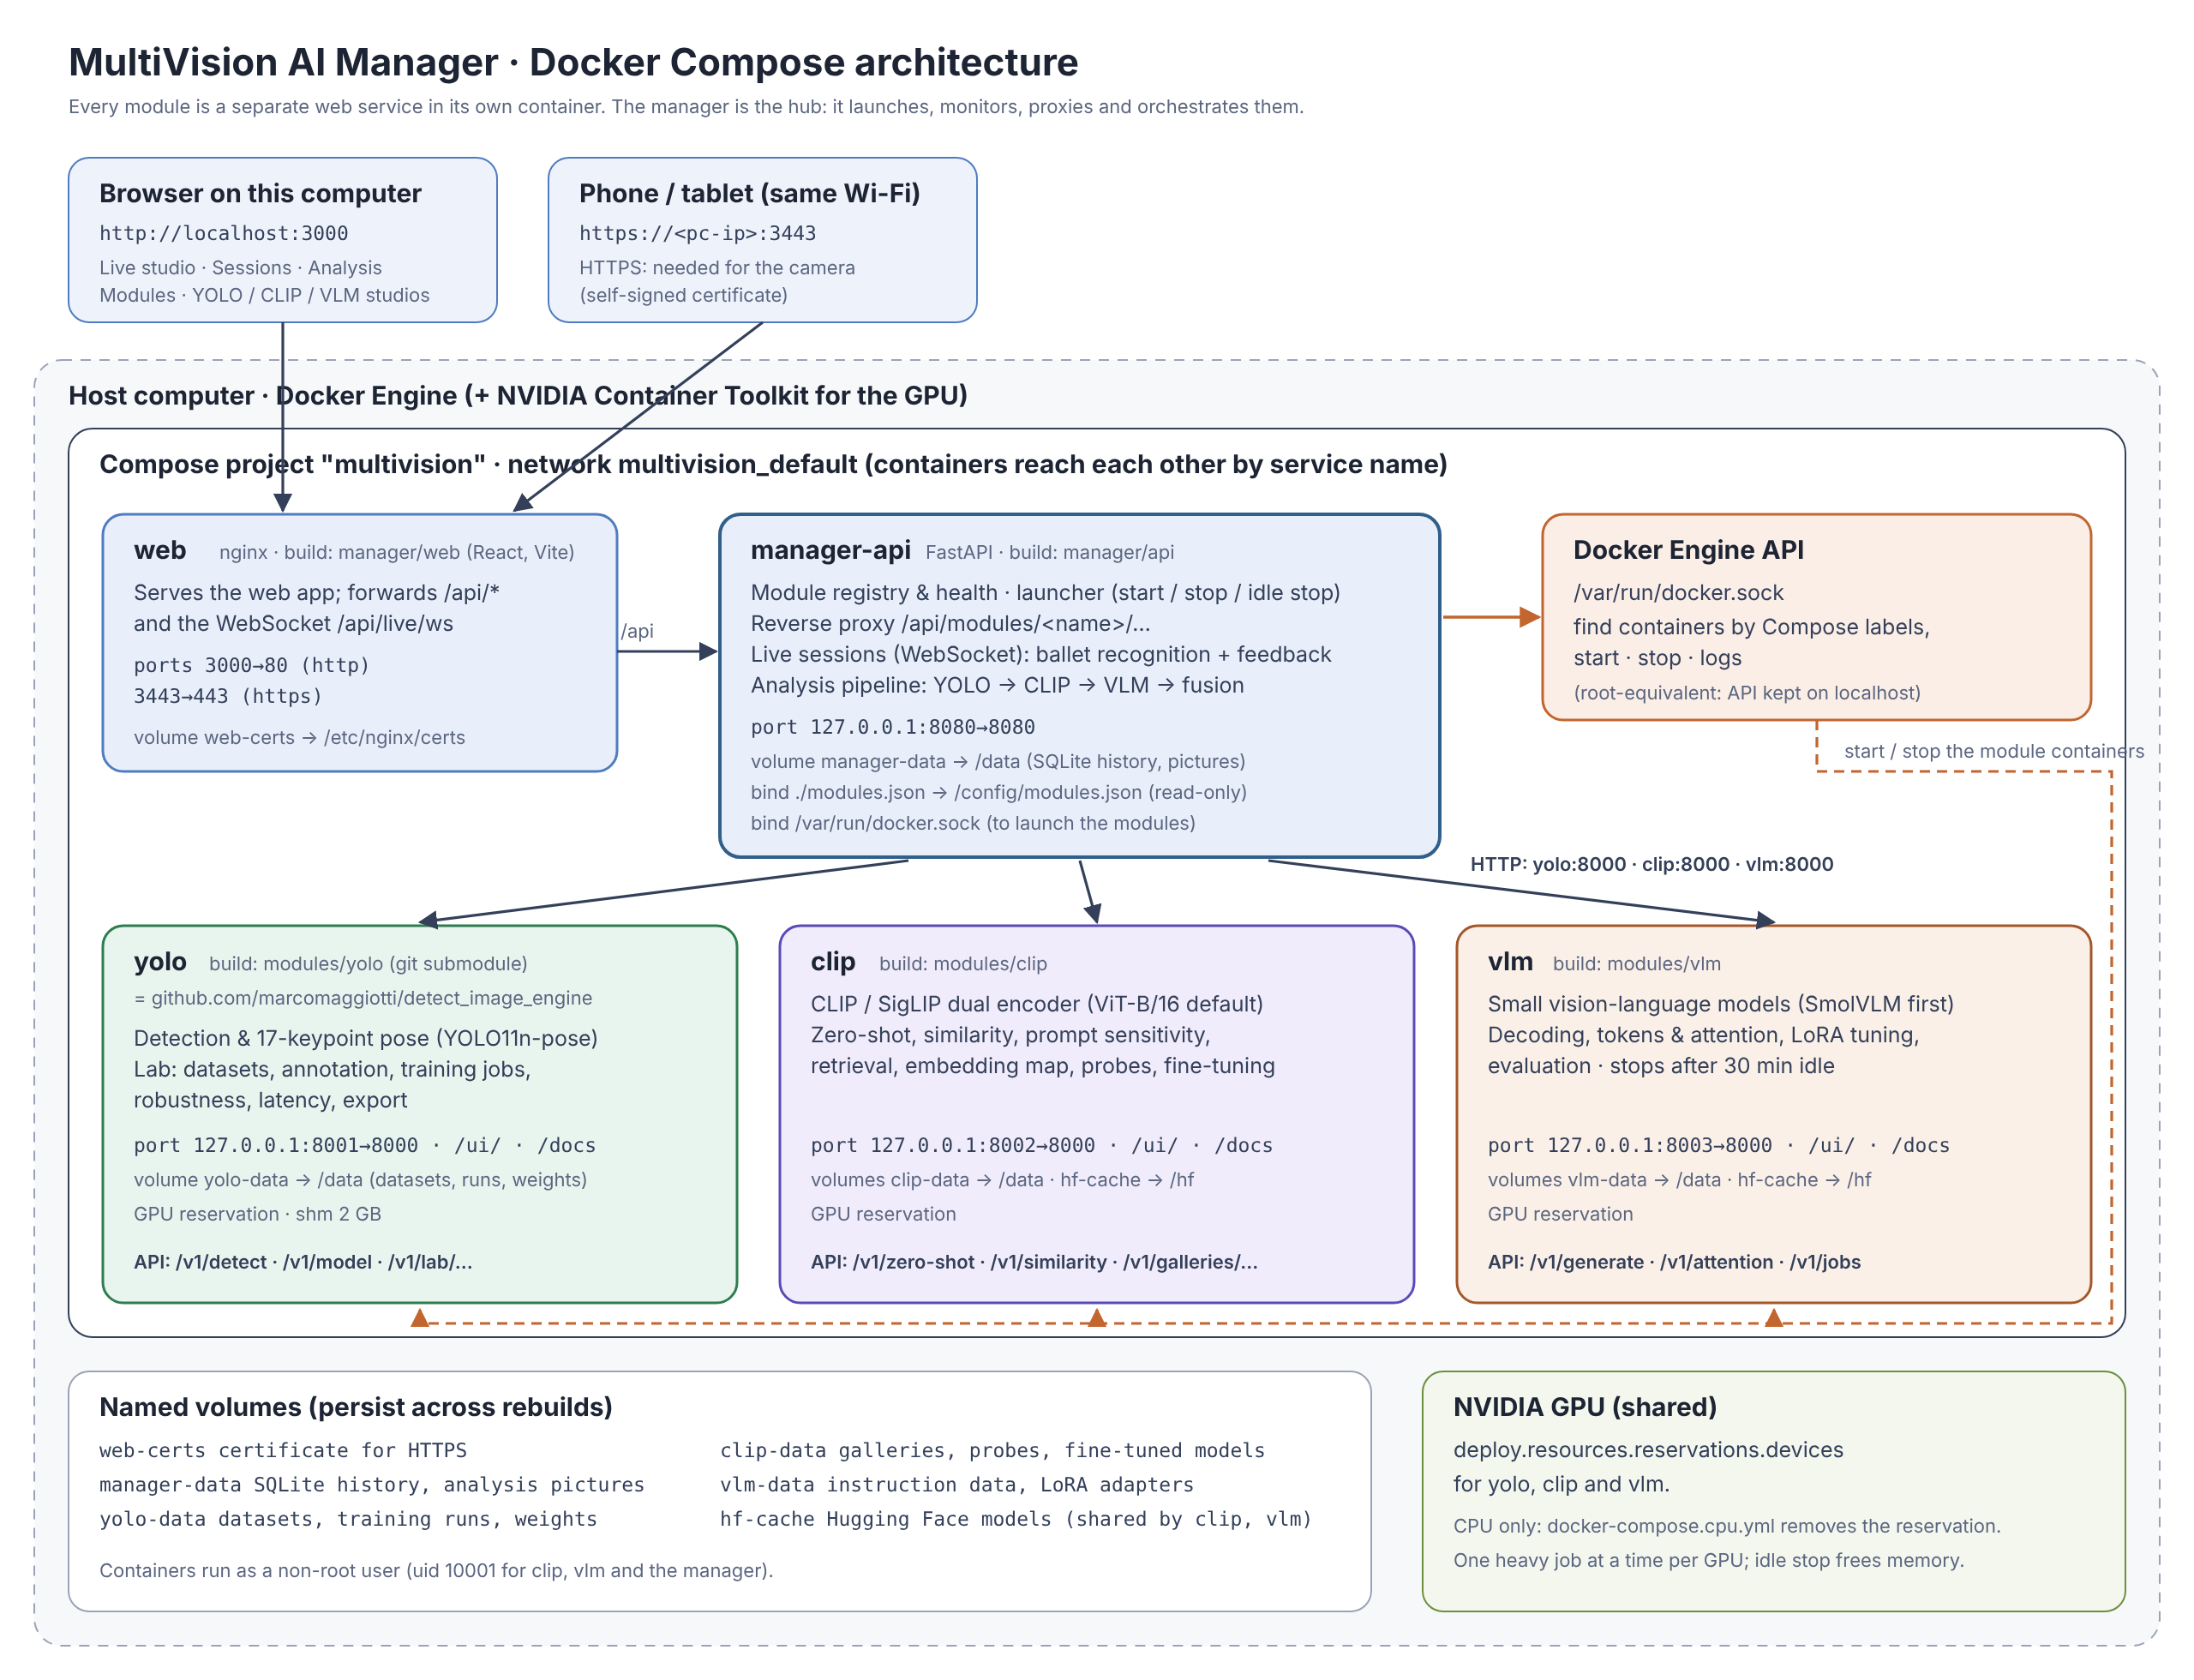 MultiVision AI Manager · Docker Compose architecture
Every module is a separate web service in its own container. The manager is the hub: it launches, monitors, proxies and orchestrates them.
Browser on this computer
http://localhost:3000
Live studio · Sessions · Analysis
Modules · YOLO / CLIP / VLM studios
Phone / tablet (same Wi-Fi)
https://<pc-ip>:3443
HTTPS: needed for the camera
(self-signed certificate)
Host computer · Docker Engine (+ NVIDIA Container Toolkit for the GPU)
Compose project "multivision" · network multivision_default (containers reach each other by service name)
web nginx · build: manager/web (React, Vite)
Serves the web app; forwards /api/*
and the WebSocket /api/live/ws
ports 3000→80 (http)
3443→443 (https)
volume web-certs → /etc/nginx/certs
/api
manager-api FastAPI · build: manager/api
Module registry & health · launcher (start / stop / idle stop)
Reverse proxy /api/modules/<name>/…
Live sessions (WebSocket): ballet recognition + feedback
Analysis pipeline: YOLO → CLIP → VLM → fusion
port 127.0.0.1:8080→8080
volume manager-data → /data (SQLite history, pictures)
bind ./modules.json → /config/modules.json (read-only)
bind /var/run/docker.sock (to launch the modules)
Docker Engine API
/var/run/docker.sock
find containers by Compose labels,
start · stop · logs
(root-equivalent: API kept on localhost)
start / stop the module containers
HTTP: yolo:8000 · clip:8000 · vlm:8000
yolo build: modules/yolo (git submodule)
= github.com/marcomaggiotti/detect_image_engine
Detection & 17-keypoint pose (YOLO11n-pose)
Lab: datasets, annotation, training jobs,
robustness, latency, export
port 127.0.0.1:8001→8000 · /ui/ · /docs
volume yolo-data → /data (datasets, runs, weights)
GPU reservation · shm 2 GB
API: /v1/detect · /v1/model · /v1/lab/…
clip build: modules/clip
CLIP / SigLIP dual encoder (ViT-B/16 default)
Zero-shot, similarity, prompt sensitivity,
retrieval, embedding map, probes, fine-tuning
port 127.0.0.1:8002→8000 · /ui/ · /docs
volumes clip-data → /data · hf-cache → /hf
GPU reservation
API: /v1/zero-shot · /v1/similarity · /v1/galleries/…
vlm build: modules/vlm
Small vision-language models (SmolVLM first)
Decoding, tokens & attention, LoRA tuning,
evaluation · stops after 30 min idle
port 127.0.0.1:8003→8000 · /ui/ · /docs
volumes vlm-data → /data · hf-cache → /hf
GPU reservation
API: /v1/generate · /v1/attention · /v1/jobs
Named volumes (persist across rebuilds)
web-certs certificate for HTTPS
manager-data SQLite history, analysis pictures
yolo-data datasets, training runs, weights
clip-data galleries, probes, fine-tuned models
vlm-data instruction data, LoRA adapters
hf-cache Hugging Face models (shared by clip, vlm)
Containers run as a non-root user (uid 10001 for clip, vlm and the manager).
NVIDIA GPU (shared)
deploy.resources.reservations.devices
for yolo, clip and vlm.
CPU only: docker-compose.cpu.yml removes the reservation.
One heavy job at a time per GPU; idle stop frees memory.